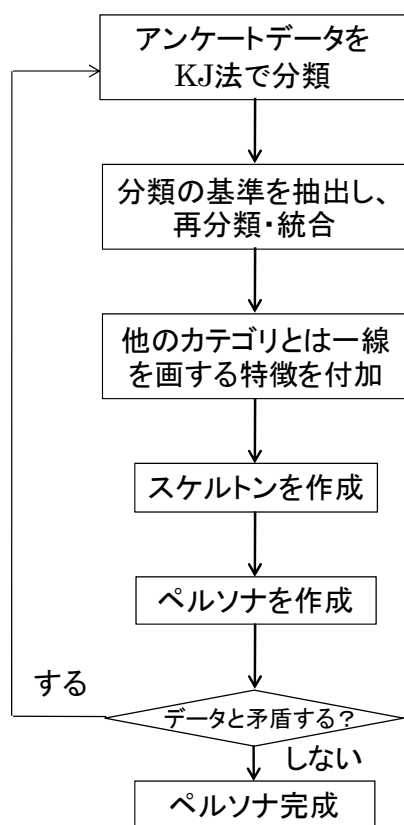 アンケートデータを
KJ法で分類
分類の基準を抽出し、
再分類・統合
他のカテゴリとは一線
を画する特徴を付加
スケルトンを作成
ペルソナを作成
する
データと矛盾する?
しない
ペルソナ完成